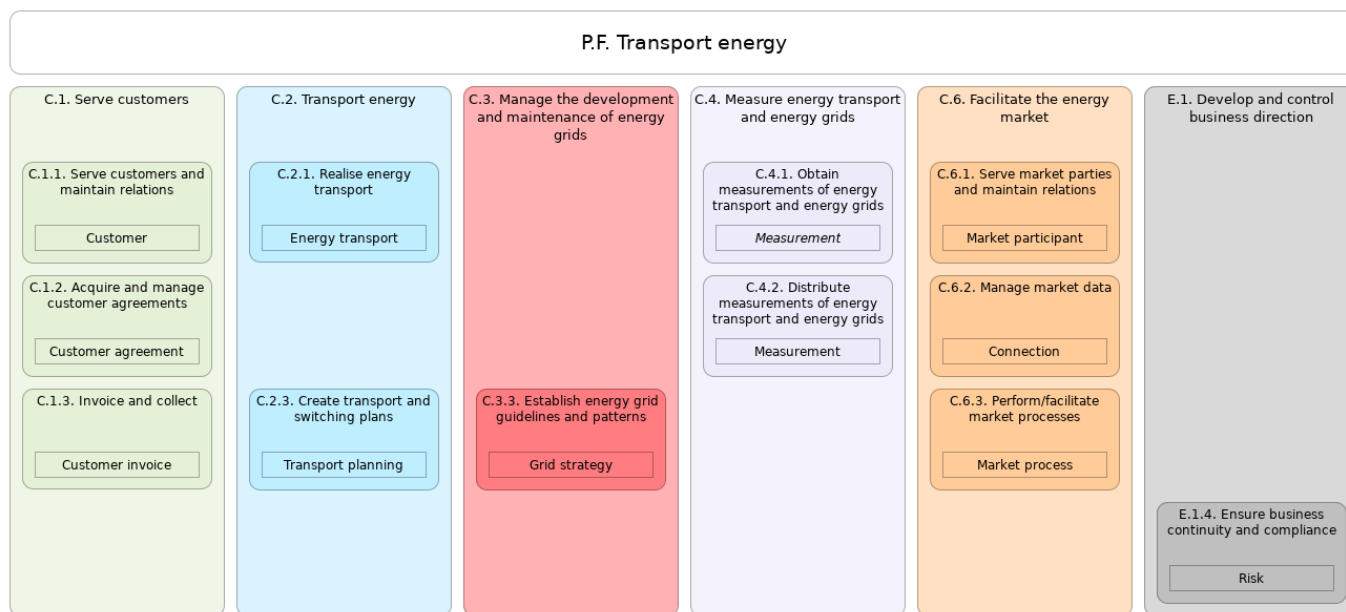 P.F. Transport energy
C.1. Serve customers
C.1.1. Serve customers and
maintain relations
Customer
C.1.2. Acquire and manage
customer agreements
Customer agreement
C.1.3. Invoice and collect
Customer invoice
C.2. Transport energy
C.2.1. Realise energy
transport
Energy transport
C.2.3. Create transport and
switching plans
Transport planning
C.3. Manage the development
and maintenance of energy
grids
C.3.3. Establish energy grid
guidelines and patterns
Grid strategy
C.4. Measure energy transport
and energy grids
C.4.1. Obtain
measurements of energy
transport and energy grids
Measurement
C.4.2. Distribute
measurements of energy
transport and energy grids
Measurement
C.6. Facilitate the energy
market
C.6.1. Serve market parties
and maintain relations
Market participant
C.6.2. Manage market data
Connection
C.6.3. Perform/facilitate
market processes
Market process
E.1. Develop and control
business direction
E.1.4. Ensure business
continuity and compliance
Risk